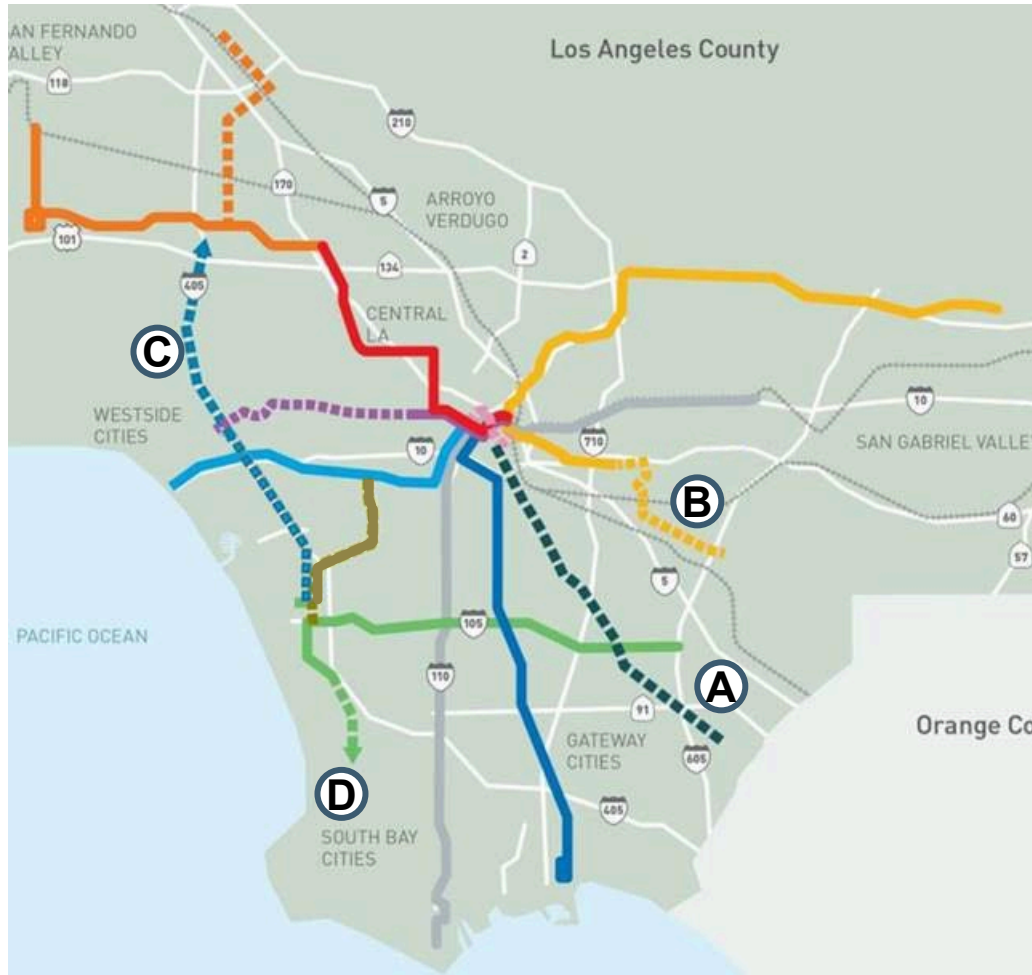 AN FERNANDO
ALLEY
Los Angeles County
118
210
170
5
ARROYO
VERDUGO
101
2
134
405
CENTRAL
LA
C
WESTSIDE
CITIES
10
10
710
SAN GABRIEL VALLE
B
60
57
5
PACIFIC OCEAN
105
110
A
91
Orange Co
GATEWAY
CITIES
605
D
405
SOUTH BAY
CITIES